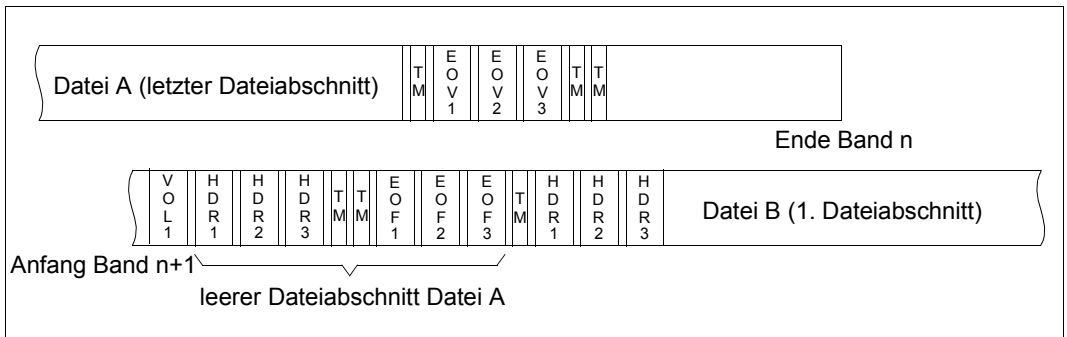 Datei A (letzter Dateiabschnitt) TM EOV1 EOV2 EOV3 TM TM
Ende Band n
VOL1 HDR1 HDR2 HDR3 TM TM EOF1 EOF2 EOF3 TM HDR1 HDR2 HDR3 Datei B (1. Dateiabschnitt)
Anfang Band n+1
leerer Dateiabschnitt Datei A